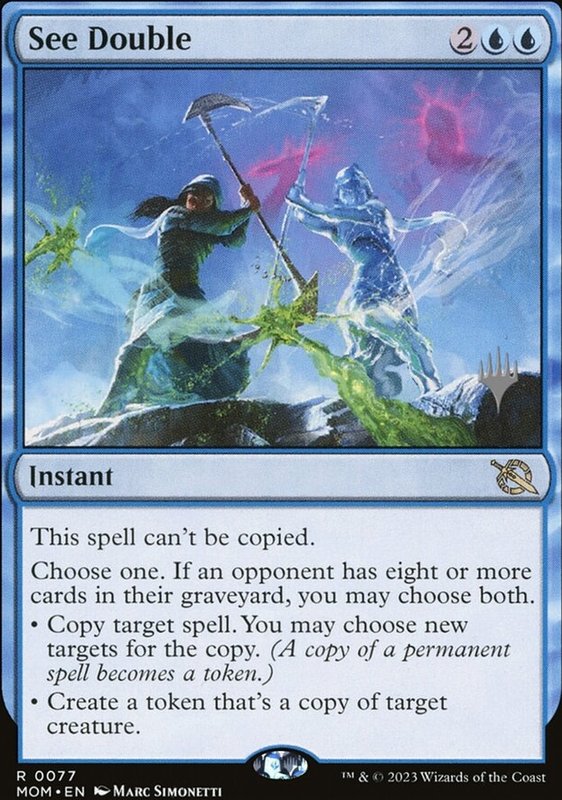 See Double 2
Instant
This spell can't be copied.
Choose one. If an opponent has eight or more
cards in their graveyard, you may choose both.
• Copy target spell. You may choose new
targets for the copy. (A copy of a permanent
spell becomes a token.)
• Create a token that's a copy of target
creature.
R 0077
MOM • EN Marc Simonetti
™ & © 2023 Wizards of the Coast